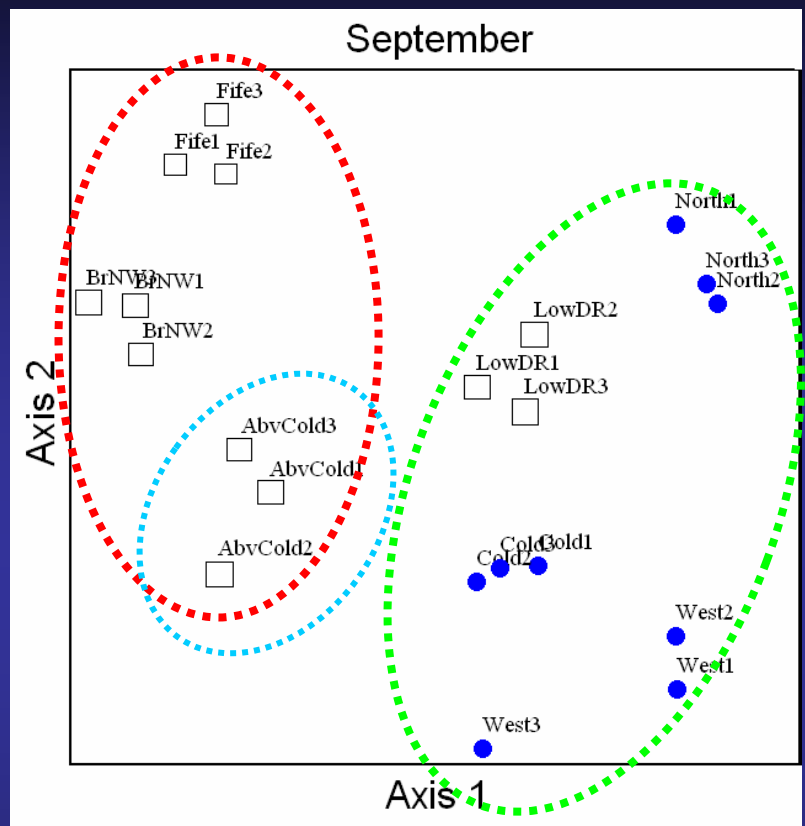 September
Fife3
Fife1
Fife2
North1
North3
North2
BrNW3
BrNW1
LowDR2
BrNW2
LowDR1
LowDR3
Axis 2
AbvCold3
AbvCold1
AbvCold2
Cold3
Cold1
Cold2
West2
West1
West3
Axis 1